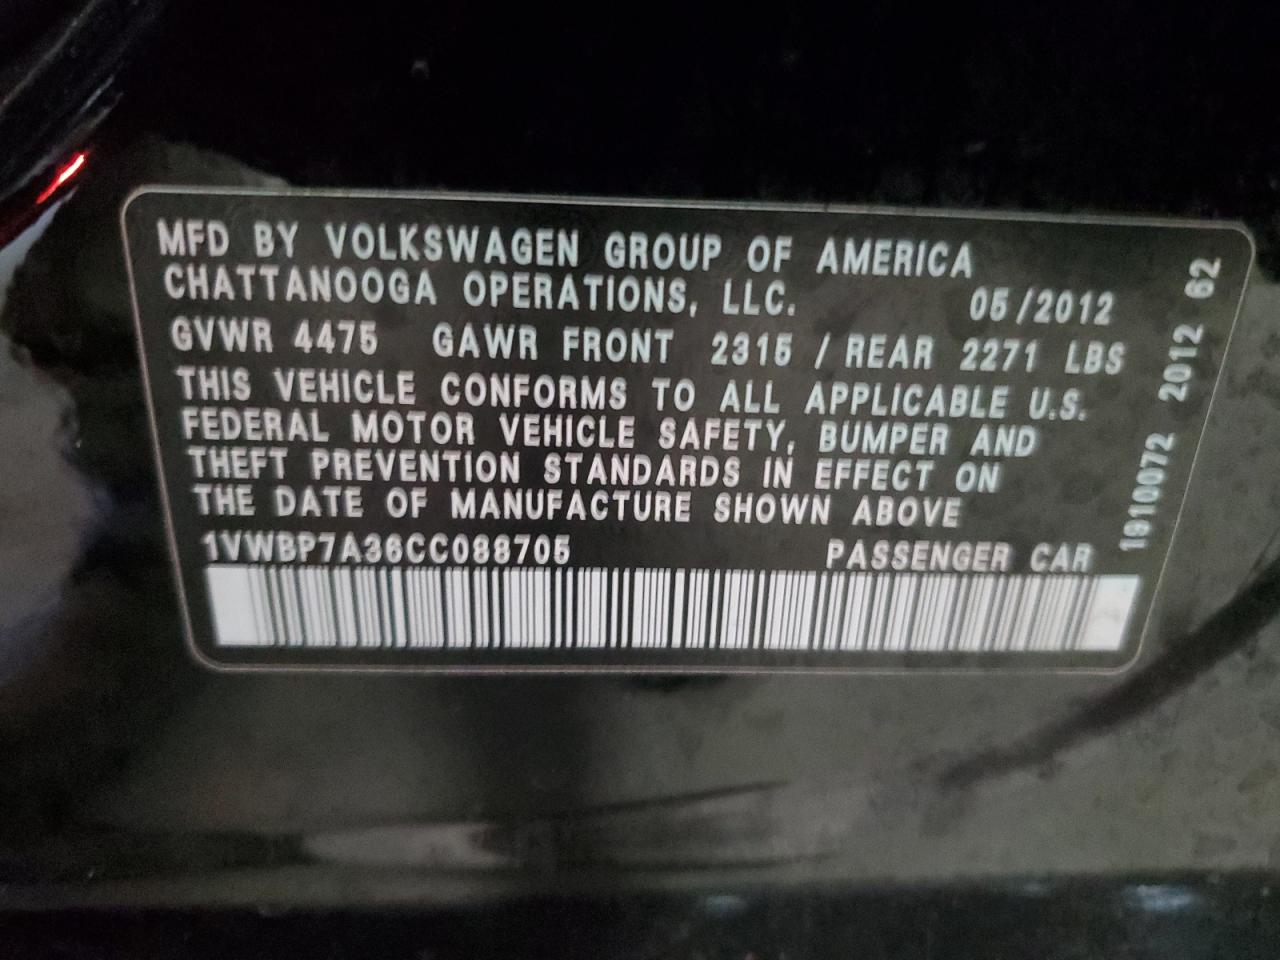 MFD BY VOLKSWAGEN GROUP OF AMERICA
CHATTANOOGA OPERATIONS, LLC. 05/2012
GVWR 4475 GAWR FRONT 2315 / REAR 2271 LBS
THIS VEHICLE CONFORMS TO ALL APPLICABLE U.S.
FEDERAL MOTOR VEHICLE SAFETY, BUMPER AND
THEFT PREVENTION STANDARDS IN EFFECT ON
THE DATE OF MANUFACTURE SHOWN ABOVE
1VWBP7A36CC088705 PASSENGER CAR
1910072 2012 62